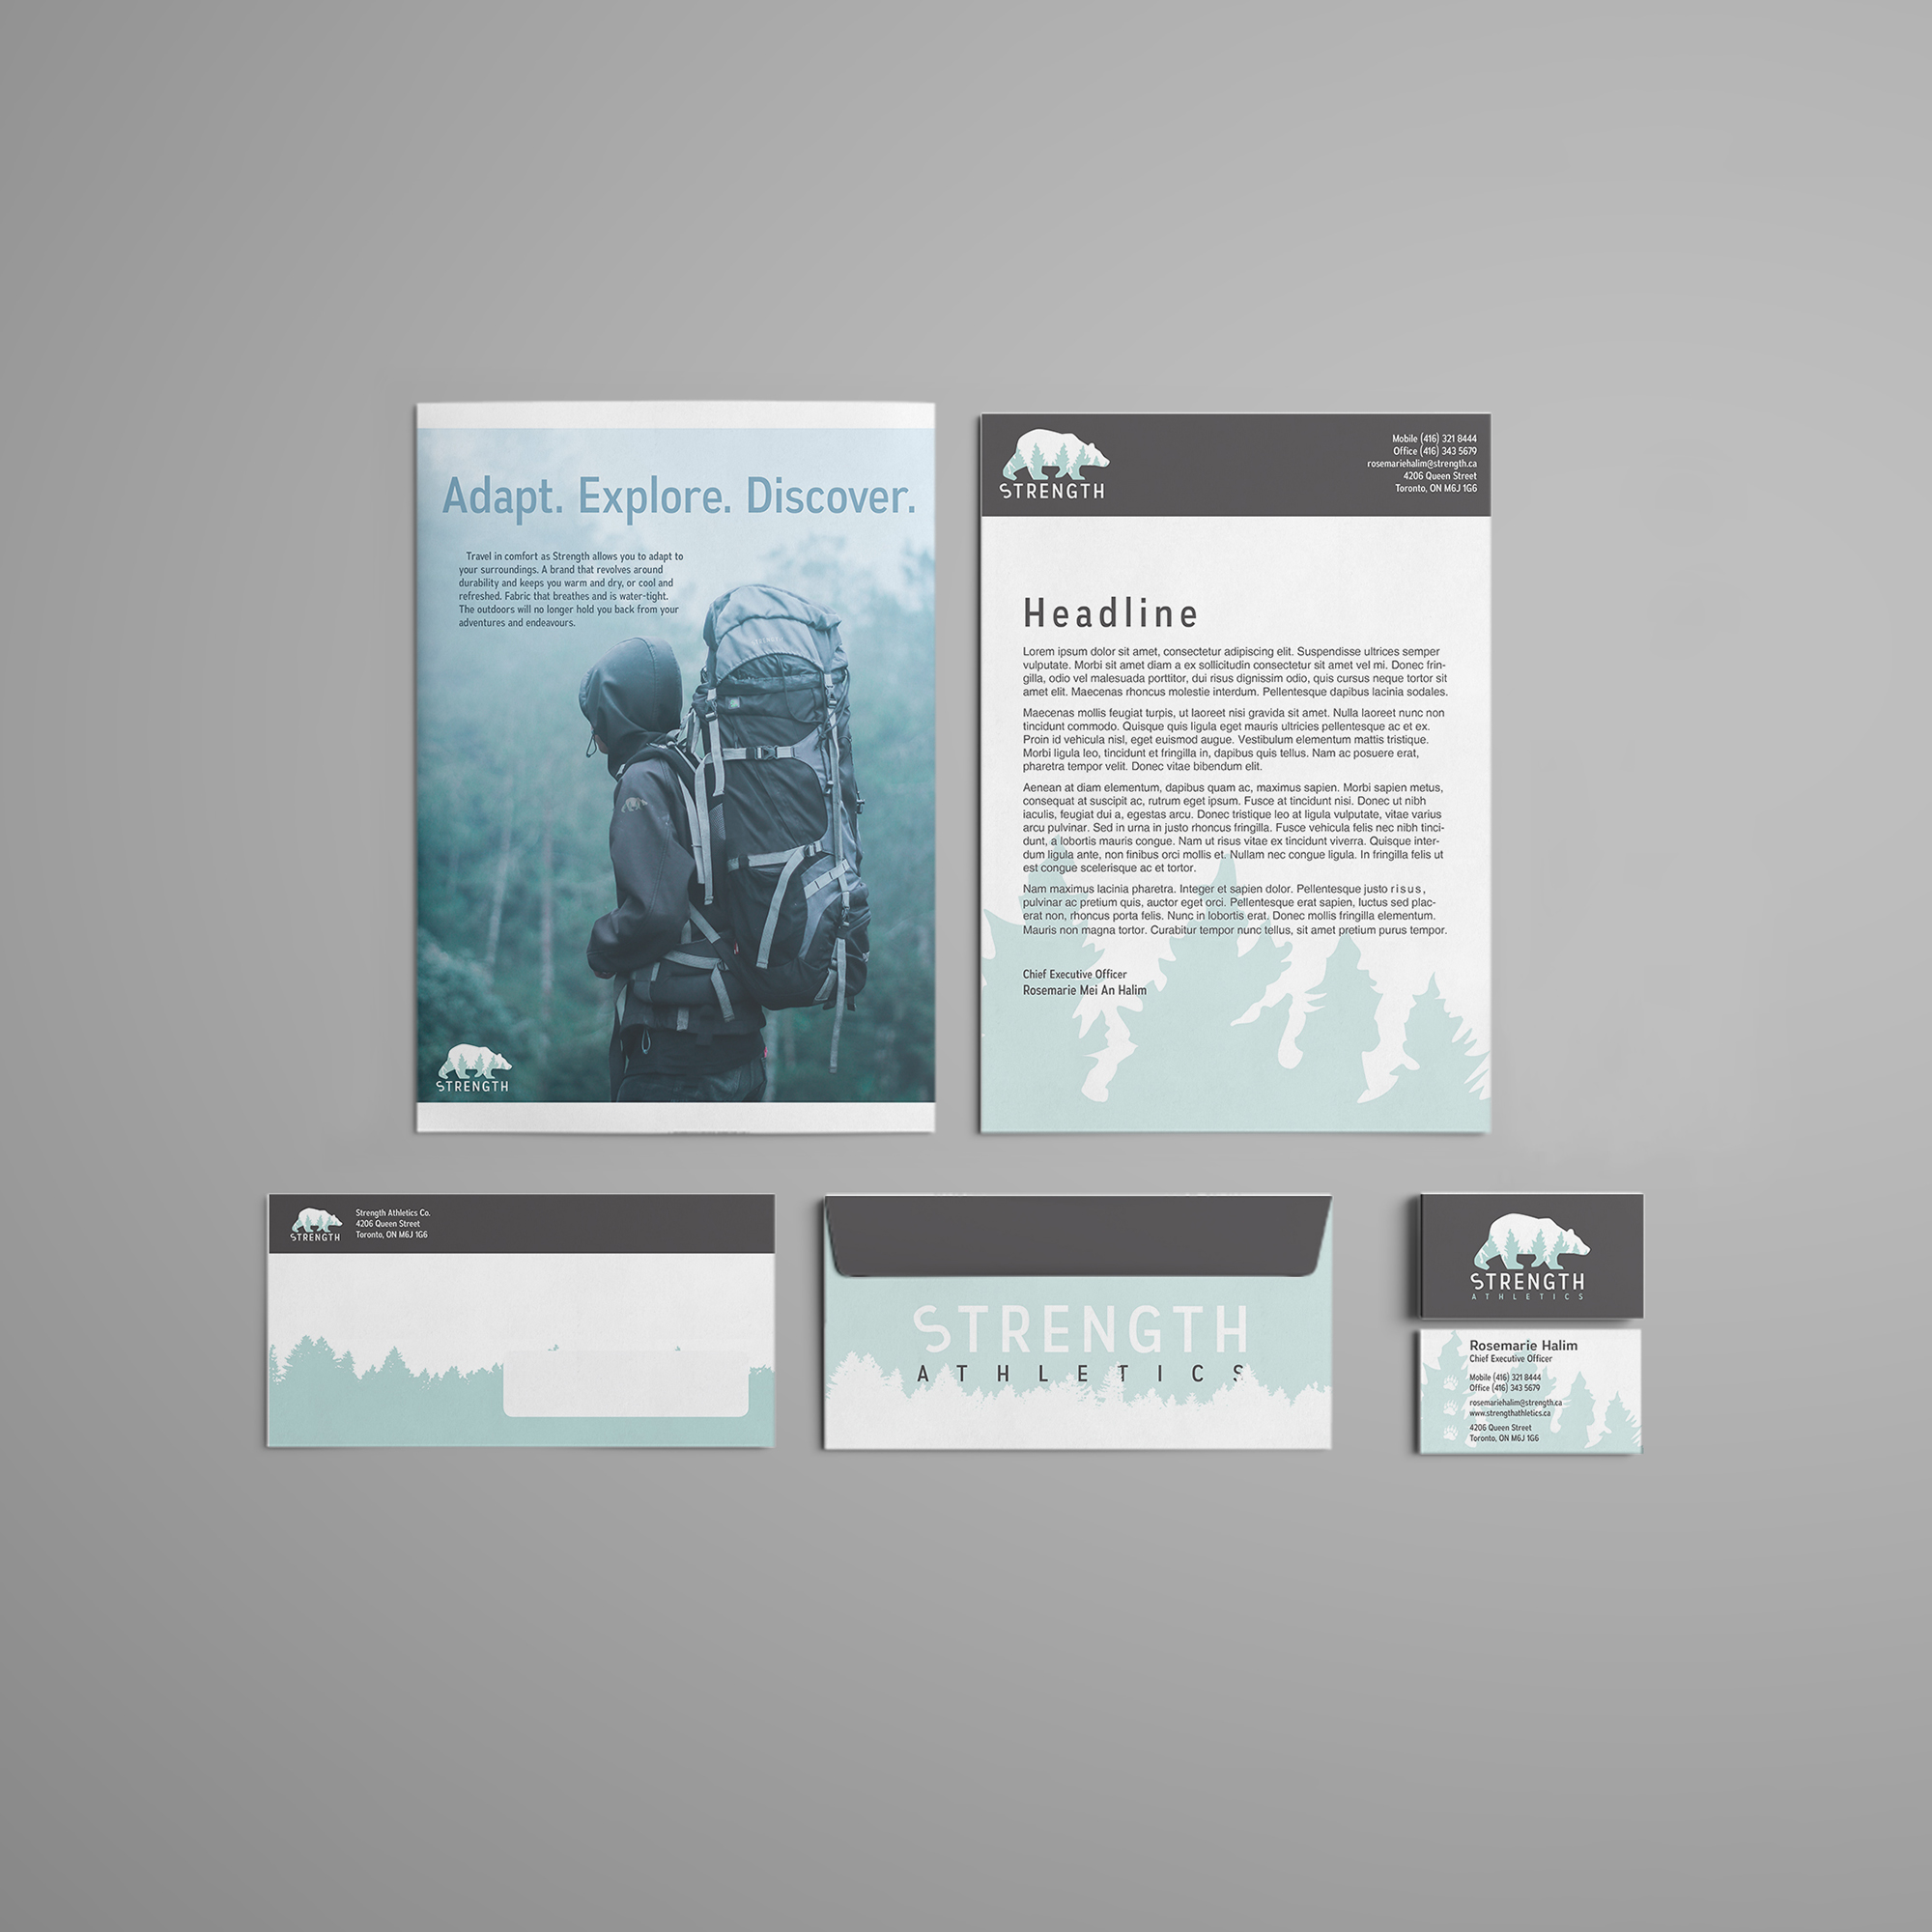 Adapt. Explore. Discover.
Travel in comfort as Strength allows you to adapt to
your surroundings. A brand that revolves around
durability and keeps you warm and dry, or cool and
refreshed. Fabric that breathes and is water-tight.
The outdoors will no longer hold you back from your
adventures and endeavours.
STRENGTH
STRENGTH
STRENGTH
Mobile (416) 321 8444
Office (416) 343 5679
rosemariehalim@strength.ca
4206 Queen Street
Toronto, ON M6J 1G6
Headline
Lorem ipsum dolor sit amet, consectetur adipiscing elit. Suspendisse ultrices semper
vulputate. Morbi sit amet diam a ex sollicitudin consectetur sit amet vel mi. Donec frin-
gilla, odio vel malesuada porttitor, dui risus dignissim odio, quis cursus neque tortor sit
amet elit. Maecenas rhoncus molestie interdum. Pellentesque dapibus lacinia sodales.
Maecenas mollis feugiat turpis, ut laoreet nisi gravida sit amet. Nulla laoreet nunc non
tincidunt commodo. Quisque quis ligula eget mauris ultricies pellentesque ac et ex.
Proin id vehicula nisl, eget euismod augue. Vestibulum elementum mattis tristique.
Morbi ligula leo, tincidunt et fringilla in, dapibus quis tellus. Nam ac posuere erat,
pharetra tempor velit. Donec vitae bibendum elit.
Aenean at diam elementum, dapibus quam ac, maximus sapien. Morbi sapien metus,
consequat at suscipit ac, rutrum eget ipsum. Fusce at tincidunt nisi. Donec ut nibh
iaculis, feugiat dui a, egestas arcu. Donec tristique leo at ligula vulputate, vitae varius
arcu pulvinar. Sed in urna in justo rhoncus fringilla. Fusce vehicula felis nec nibh tinci-
dunt, a lobortis mauris congue. Nam ut risus vitae ex tincidunt viverra. Quisque inter-
dum ligula ante, non finibus orci mollis et. Nullam nec congue ligula. In fringilla felis ut
est congue scelerisque ac et tortor.
Nam maximus lacinia pharetra. Integer et sapien dolor. Pellentesque justo risus,
pulvinar ac pretium quis, auctor eget orci. Pellentesque erat sapien, luctus sed plac-
erat non, rhoncus porta felis. Nunc in lobortis erat. Donec mollis fringilla elementum.
Mauris non magna tortor. Curabitur tempor nunc tellus, sit amet pretium purus tempor.
Chief Executive Officer
Rosemarie Mei An Halim
STRENGTH
Strength Athletics Co.
4206 Queen Street
Toronto, ON M6J 1G6
STRENGTH
ATHLETICS
STRENGTH
ATHLETICS
Rosemarie Halim
Chief Executive Officer
Mobile (416) 321 8444
Office (416) 343 5679
rosemariehalim@strength.ca
www.strengthathletics.ca
4206 Queen Street
Toronto, ON M6J 1G6